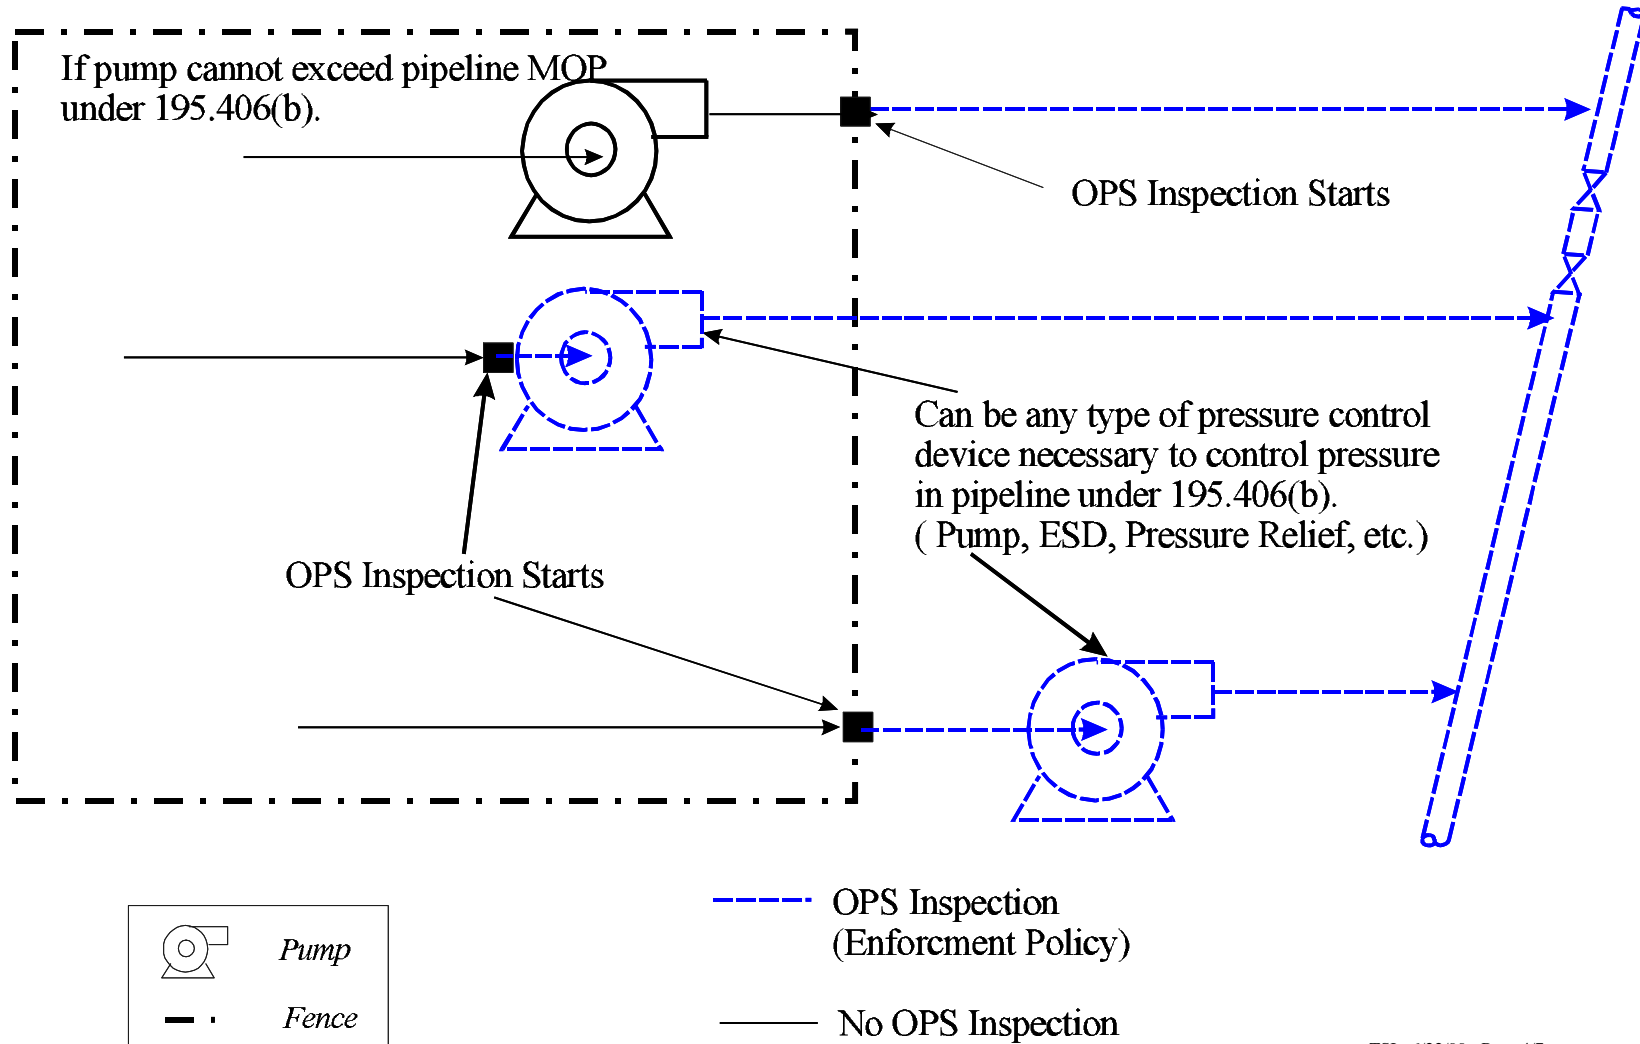 If pump cannot exceed pipeline MOP
under 195.406(b).
OPS Inspection Starts
Can be any type of pressure control
device necessary to control pressure
in pipeline under 195.406(b).
( Pump, ESD, Pressure Relief, etc.)
OPS Inspection Starts
OPS Inspection
(Enforcment Policy)
Pump
Fence
No OPS Inspection